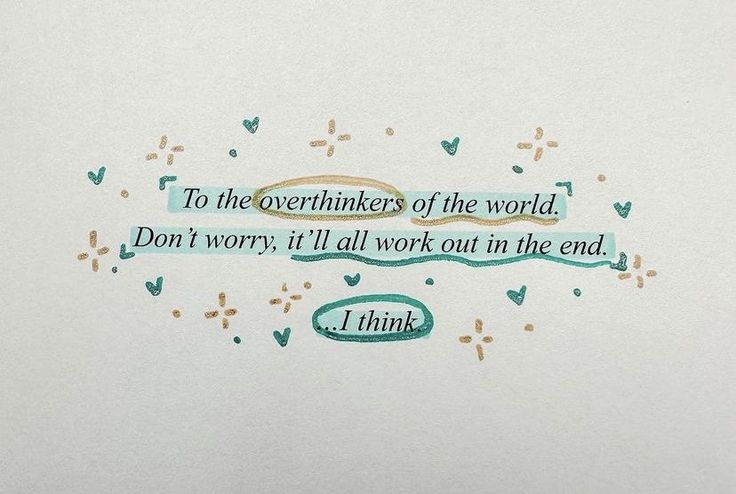 To the overthinkers of the world.
Don't worry, it'll all work out in the end.
...I think.